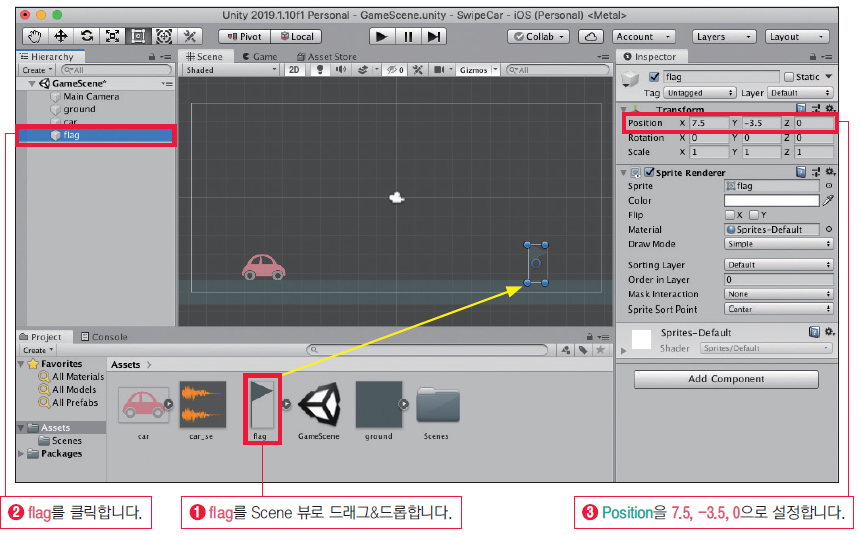 Unity 2019.1.10f1 Personal - GameScene.unity - SwipeCar - iOS (Personal) <Metal>
Pivot Local Collab Account Layers Layout
Hierarchy
Create All
GameScene*
Main Camera
ground
car
flag
Scene Game Asset Store
Shaded 2D 0 Gizmos All
Inspector
flag Static
Tag Untagged Layer Default
Transform
Position X 7.5 Y -3.5 Z 0
Rotation X 0 Y 0 Z 0
Scale X 1 Y 1 Z 1
Sprite Renderer
Sprite flag
Color
Flip X Y
Material Sprites-Default
Draw Mode Simple
Sorting Layer Default
Order in Layer 0
Mask Interaction None
Sprite Sort Point Center
Sprites-Default
Shader Sprites/Default
Add Component
Project Console
Create
Favorites
All Materials
All Models
All Prefabs
Assets
Scenes
Packages
Assets
car car_se flag GameScene ground Scenes
❷ flag를 클릭합니다.
❶ flag를 Scene 뷰로 드래그&드롭합니다.
❸ Position을 7.5, -3.5, 0으로 설정합니다.